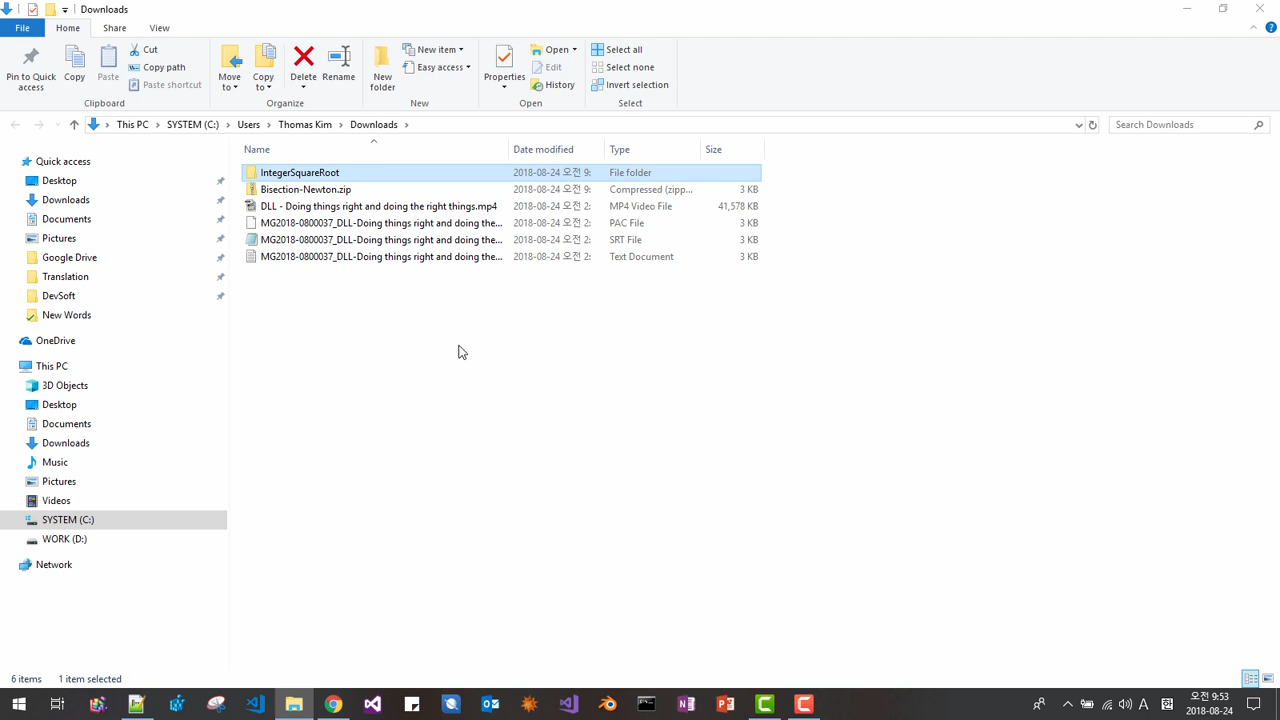 Downloads
File Home Share View
Pin to Quick access
Copy
Paste
Cut
Copy path
Paste shortcut
Clipboard
Move to
Copy to
Delete
Rename
Organize
New folder
New item
Easy access
New
Properties
Open
Edit
History
Open
Select all
Select none
Invert selection
Select
This PC SYSTEM (C:) Users Thomas Kim Downloads
Search Downloads
Quick access
Desktop
Downloads
Documents
Pictures
Google Drive
Translation
DevSoft
New Words
OneDrive
This PC
3D Objects
Desktop
Documents
Downloads
Music
Pictures
Videos
SYSTEM (C:)
WORK (D:)
Network
Name Date modified Type Size
IntegerSquareRoot 2018-08-24 오전 9: File folder
Bisection-Newton.zip 2018-08-24 오전 9: Compressed (zipp... 3 KB
DLL - Doing things right and doing the right things.mp4 2018-08-24 오전 2: MP4 Video File 41,578 KB
MG2018-0800037_DLL-Doing things right and doing the... 2018-08-24 오전 2: PAC File 3 KB
MG2018-0800037_DLL-Doing things right and doing the... 2018-08-24 오전 2: SRT File 3 KB
MG2018-0800037_DLL-Doing things right and doing the... 2018-08-24 오전 2: Text Document 3 KB
6 items 1 item selected
A
오전 9:53
2018-08-24